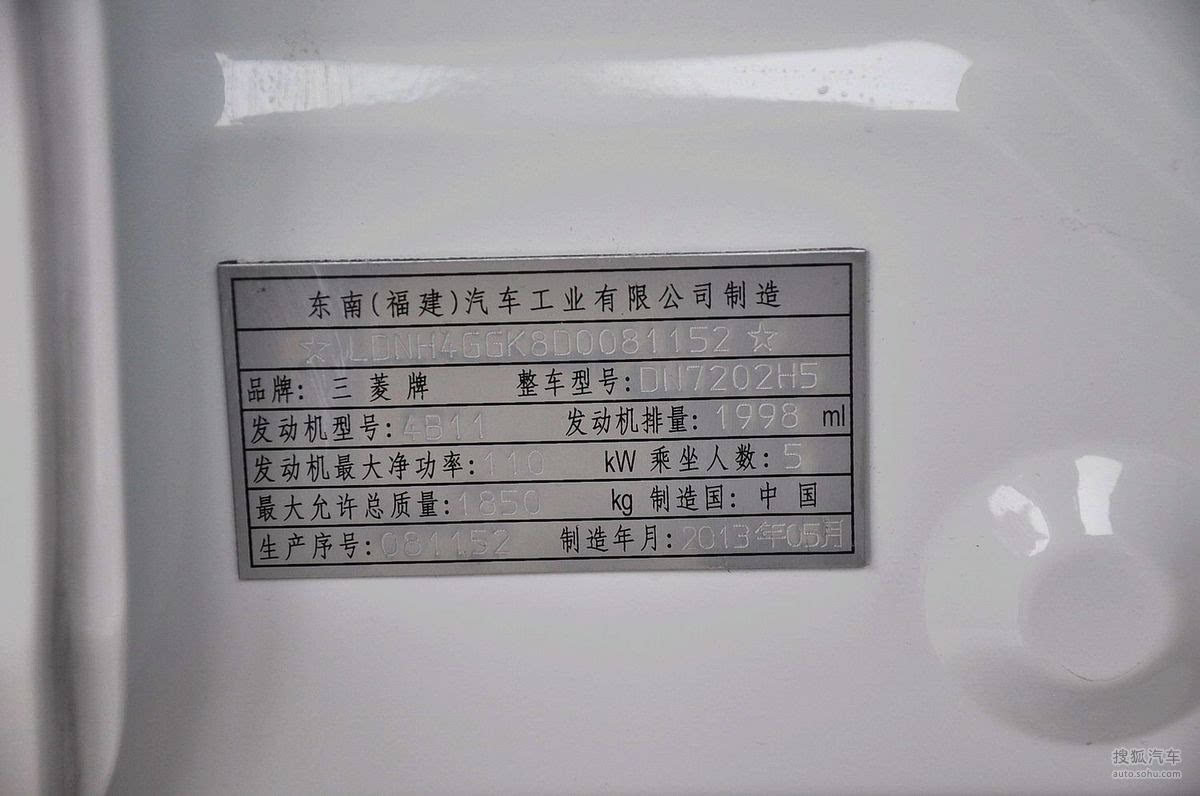 东南(福建)汽车工业有限公司制造
☆LDNH4GGK8D0081152☆
品牌: 三菱牌 整车型号:DN7202H5
发动机型号:4B11 发动机排量:1998 ml
发动机最大净功率:110 kW 乘坐人数:5
最大允许总质量:1850 kg 制造国:中国
生产序号:081152 制造年月:2013年05月
搜狐汽车
auto.sohu.com